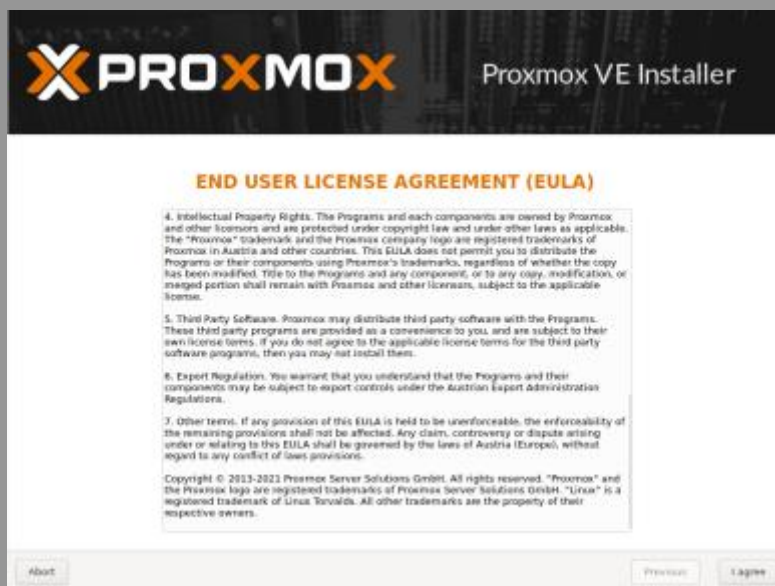 PROXMOX
Proxmox VE Installer
END USER LICENSE AGREEMENT (EULA)
4. Intellectual Property Rights. The Programs and each components are owned by Proxmox
and other licensors and are protected under copyright law and under other laws as applicable.
The "Proxmox" trademark and the Proxmox company logo are registered trademarks of
Proxmox in Austria and other countries. This EULA does not permit you to distribute the
Programs or their components using Proxmox's trademarks, regardless of whether the copy
has been modified. Title to the Programs and any component, or to any copy, modification, or
merged portion shall remain with Proxmox and other licensors, subject to the applicable
license.
5. Third Party Software. Proxmox may distribute third party software with the Programs.
These third party programs are provided as a convenience to you, and are subject to their
own license terms. If you do not agree to the applicable license terms for the third party
software programs, then you may not install them.
6. Export Regulation. You warrant that you understand that the Programs and their
components may be subject to export controls under the Austrian Export Administration
Regulations.
7. Other terms. If any provision of this EULA is held to be unenforceable, the enforceability of
the remaining provisions shall not be affected. Any claim, controversy or dispute arising
under or relating to this EULA shall be governed by the laws of Austria (Europe), without
regard to any conflict of laws provisions.
Copyright © 2013-2021 Proxmox Server Solutions GmbH. All rights reserved. "Proxmox" and
the Proxmox logo are registered trademarks of Proxmox Server Solutions GmbH. "Linux" is a
registered trademark of Linus Torvalds. All other trademarks are the property of their
respective owners.
Abort
Previous
I agree